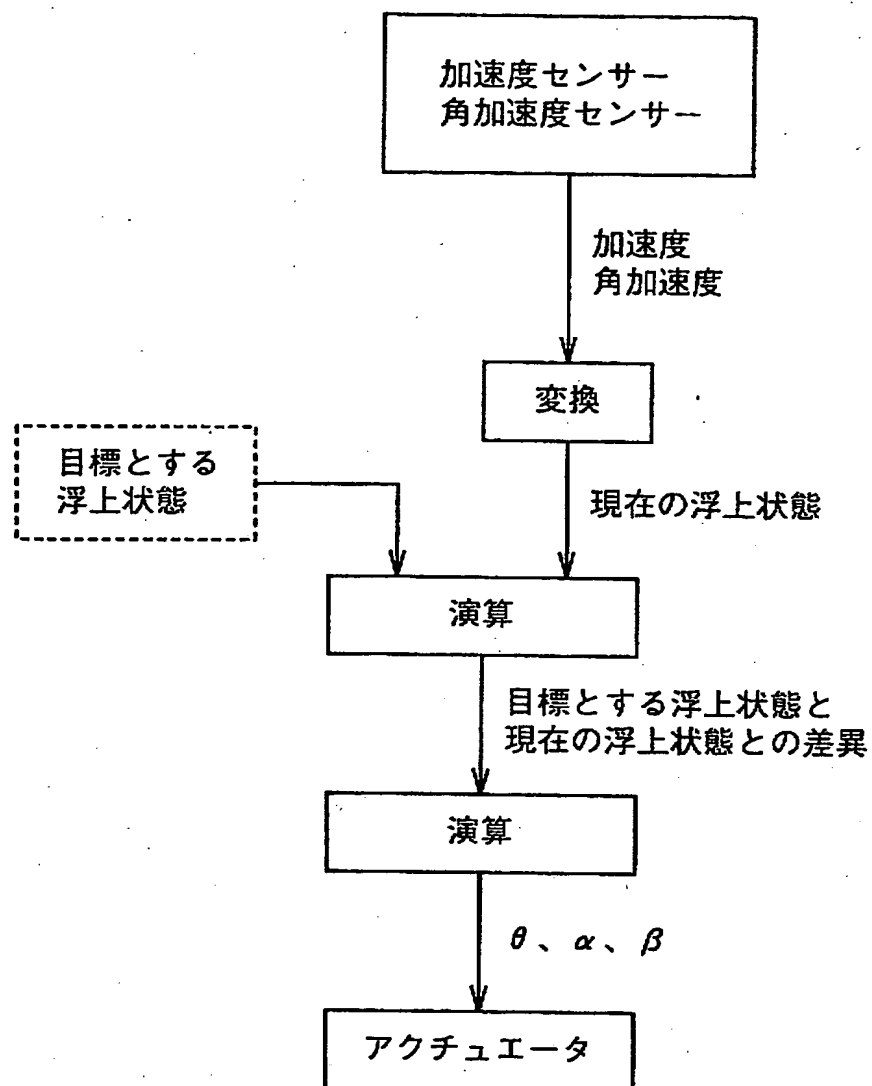 加速度センサー
角加速度センサー
加速度
角加速度
変換
目標とする
浮上状態
現在の浮上状態
演算
目標とする浮上状態と
現在の浮上状態との差異
演算
θ、α、β
アクチュエータ